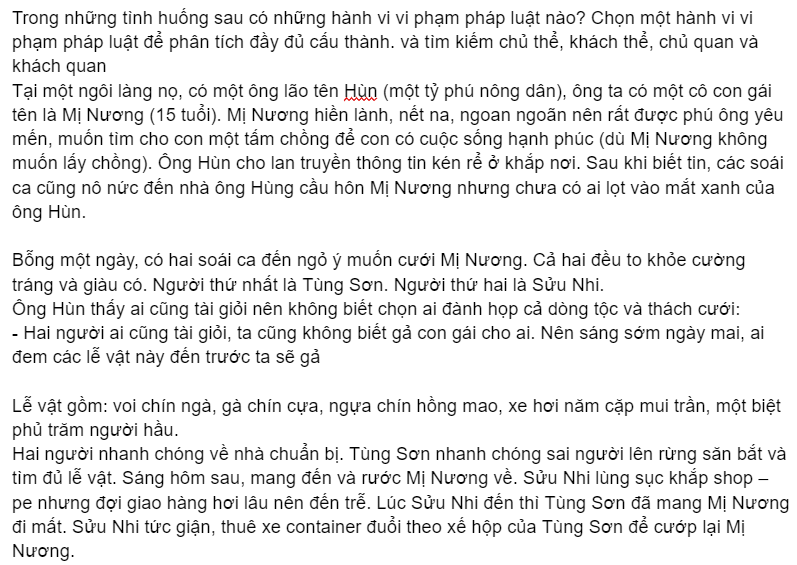 Trong những tình huống sau có những hành vi vi phạm pháp luật nào? Chọn một hành vi vi
phạm pháp luật để phân tích đầy đủ cấu thành. và tìm kiếm chủ thể, khách thể, chủ quan và
khách quan
Tại một ngôi làng nọ, có một ông lão tên Hùn (một tỷ phú nông dân), ông ta có một cô con gái
tên là Mị Nương (15 tuổi). Mị Nương hiền lành, nết na, ngoan ngoãn nên rất được phú ông yêu
mến, muốn tìm cho con một tấm chồng để con có cuộc sống hạnh phúc (dù Mị Nương không
muốn lấy chồng). Ông Hùn cho lan truyền thông tin kén rể ở khắp nơi. Sau khi biết tin, các soái
ca cũng nô nức đến nhà ông Hùng cầu hôn Mị Nương nhưng chưa có ai lọt vào mắt xanh của
ông Hùn.
Bỗng một ngày, có hai soái ca đến ngỏ ý muốn cưới Mị Nương. Cả hai đều to khỏe cường
tráng và giàu có. Người thứ nhất là Tùng Sơn. Người thứ hai là Sửu Nhi.
Ông Hùn thấy ai cũng tài giỏi nên không biết chọn ai đành họp cả dòng tộc và thách cưới:
- Hai người ai cũng tài giỏi, ta cũng không biết gả con gái cho ai. Nên sáng sớm ngày mai, ai
đem các lễ vật này đến trước ta sẽ gả
Lễ vật gồm: voi chín ngà, gà chín cựa, ngựa chín hồng mao, xe hơi năm cặp mui trần, một biệt
phủ trăm người hầu.
Hai người nhanh chóng về nhà chuẩn bị. Tùng Sơn nhanh chóng sai người lên rừng săn bắt và
tìm đủ lễ vật. Sáng hôm sau, mang đến và rước Mị Nương về. Sửu Nhi lùng sục khắp shop –
pe nhưng đợi giao hàng hơi lâu nên đến trễ. Lúc Sửu Nhi đến thì Tùng Sơn đã mang Mị Nương
đi mất. Sửu Nhi tức giận, thuê xe container đuổi theo xế hộp của Tùng Sơn để cướp lại Mị
Nương.